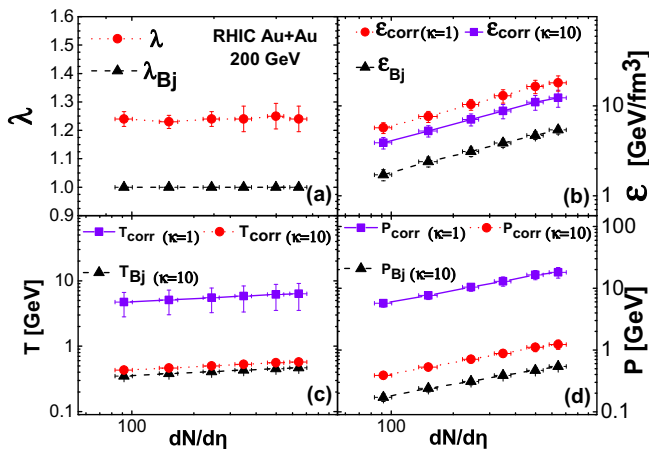 1.6
1.5
1.4
1.3
1.2
1.1
1.0
0.9
λ
λ
λBj
RHIC Au+Au
200 GeV
(a)
εcorr (κ=1)
εcorr (κ=10)
εBj
10
1
ε [GeV/fm3]
(b)
Tcorr (κ=1)
Tcorr (κ=10)
TBj (κ=10)
10
1
0.1
T [GeV]
(c)
100
dN/dη
Pcorr (κ=1)
Pcorr (κ=10)
PBj (κ=10)
100
10
1
0.1
P [GeV]
(d)
100
dN/dη